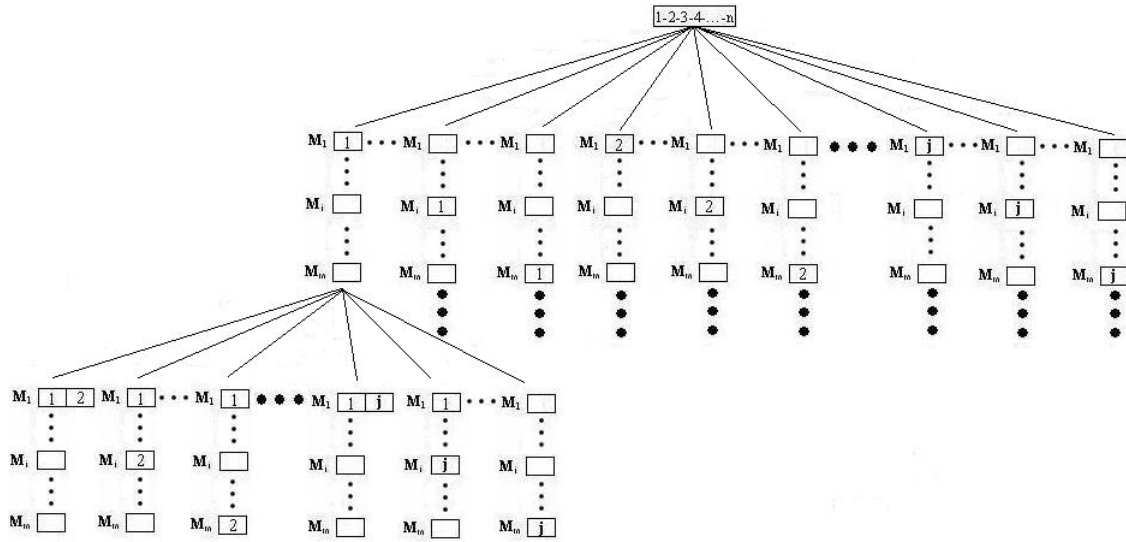 1-2-3-4-...-n
M₁ 1 M₁ M₁ M₁ 2 M₁ M₁ M₁ j M₁ M₁
Mᵢ Mᵢ 1 Mᵢ Mᵢ Mᵢ 2 Mᵢ Mᵢ Mᵢ j Mᵢ
Mₘ Mₘ Mₘ 1 Mₘ Mₘ Mₘ 2 Mₘ Mₘ Mₘ j
M₁ 1 2 M₁ 1 M₁ 1 M₁ 1 j M₁ 1 M₁
Mᵢ Mᵢ 2 Mᵢ Mᵢ Mᵢ j Mᵢ
Mₘ Mₘ Mₘ 2 Mₘ Mₘ Mₘ j